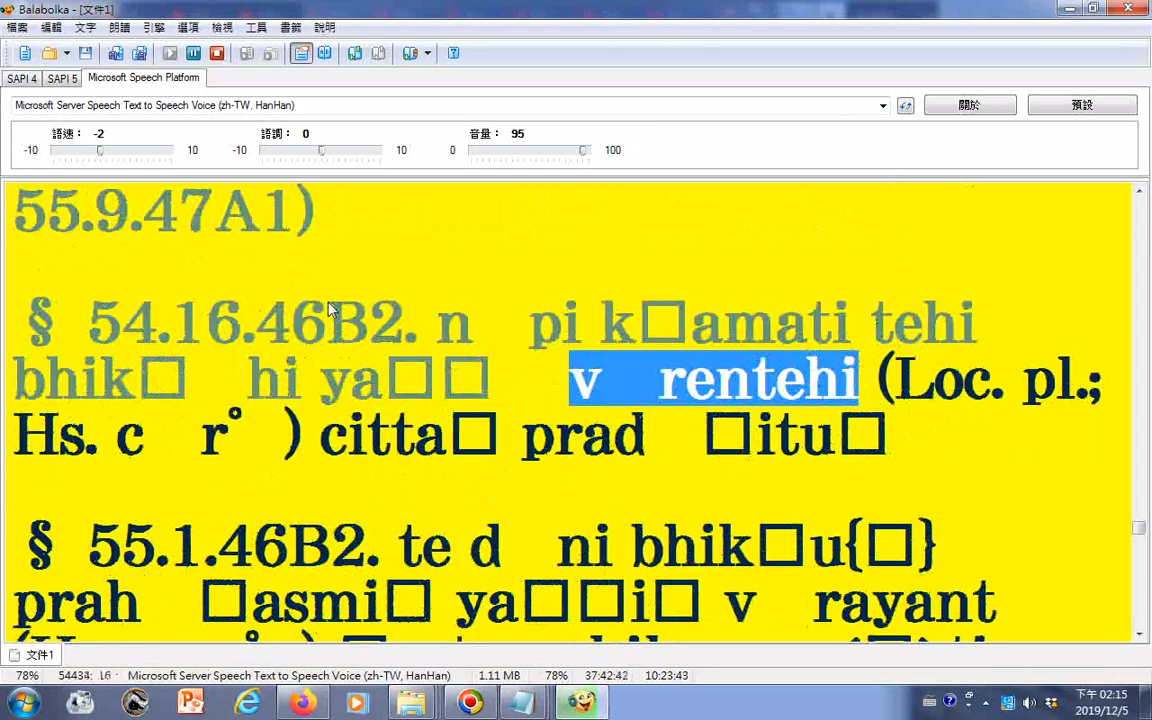 Balabolka - [文件1]
檔案 編輯 文字 朗讀 引擎 選項 檢視 工具 書籤 說明
SAPI 4 SAPI 5 Microsoft Speech Platform
Microsoft Server Speech Text to Speech Voice (zh-TW, HanHan) 關於 預設
語速： -2 語調： 0 音量： 95
-10 10 -10 10 0 100
55.9.47A1)
§ 54.16.46B2. n pi k□amati tehi
bhik□ hi ya□□ v rentehi (Loc. pl.;
Hs. c r° ) citta□ prad □itu□
§ 55.1.46B2. te d ni bhik□u{□}
prah □asmi□ ya□□i□ v rayant
文件1
78% 54434: 16 Microsoft Server Speech Text to Speech Voice (zh-TW, HanHan) 1.11 MB 78% 37:42:42 10:23:43
下午 02:15
2019/12/5